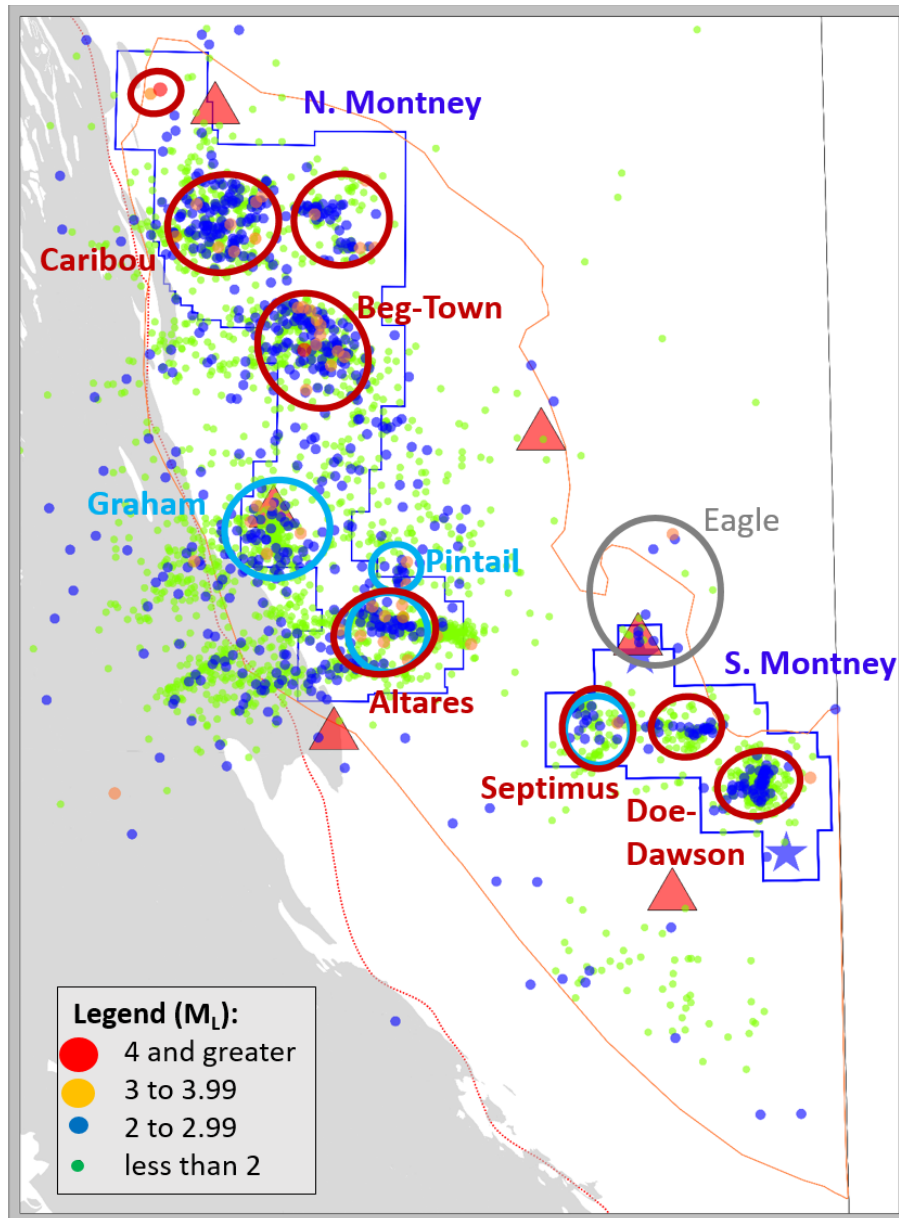 N. Montney
Caribou
Beg-Town
Graham
Eagle
Pintail
S. Montney
Altares
Septimus
Doe-
Dawson
Legend (M_L):
4 and greater
3 to 3.99
2 to 2.99
less than 2